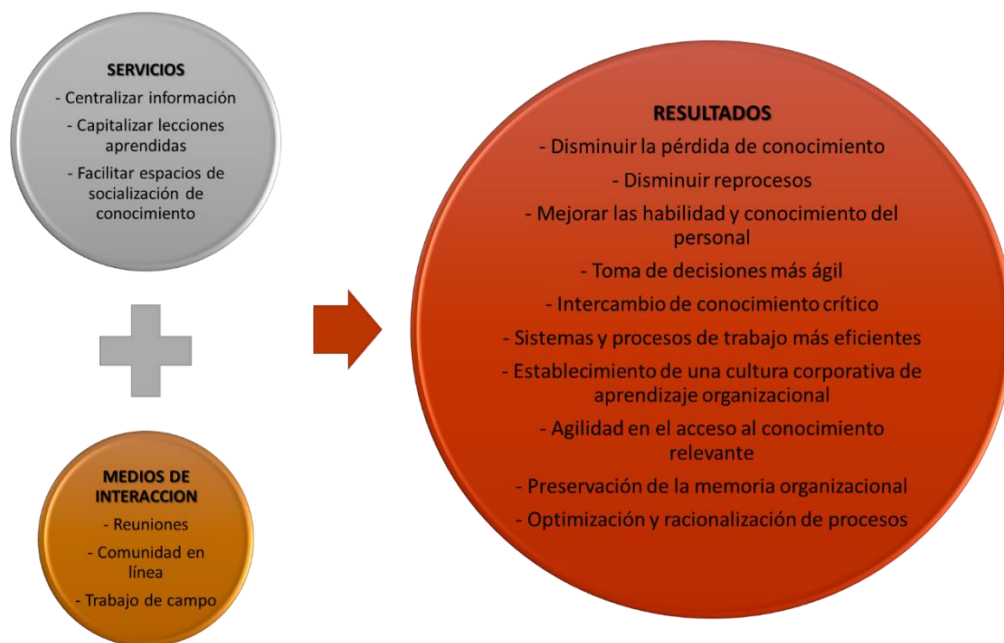 SERVICIOS
- Centralizar información
- Capitalizar lecciones
aprendidas
- Facilitar espacios de
socialización de
conocimiento
MEDIOS DE
INTERACCION
- Reuniones
- Comunidad en
línea
- Trabajo de campo
RESULTADOS
- Disminuir la pérdida de conocimiento
- Disminuir reprocesos
- Mejorar las habilidad y conocimiento del
personal
- Toma de decisiones más ágil
- Intercambio de conocimiento crítico
- Sistemas y procesos de trabajo más eficientes
- Establecimiento de una cultura corporativa de
aprendizaje organizacional
- Agilidad en el acceso al conocimiento
relevante
- Preservación de la memoria organizacional
- Optimización y racionalización de procesos